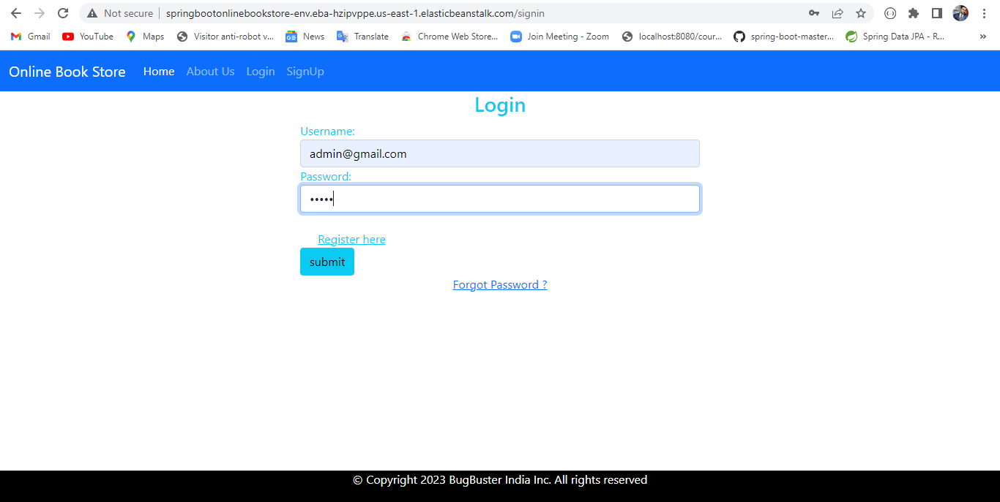 Not secure | springbootonlinebookstore-env.eba-hzipvppe.us-east-1.elasticbeanstalk.com/signin
Gmail YouTube Maps Visitor anti-robot v... News Translate Chrome Web Store... Join Meeting - Zoom localhost:8080/cour... spring-boot-master... Spring Data JPA - R... »
Online Book Store Home About Us Login SignUp
Login
Username:
admin@gmail.com
Password:
•••••
Register here
submit
Forgot Password ?
© Copyright 2023 BugBuster India Inc. All rights reserved